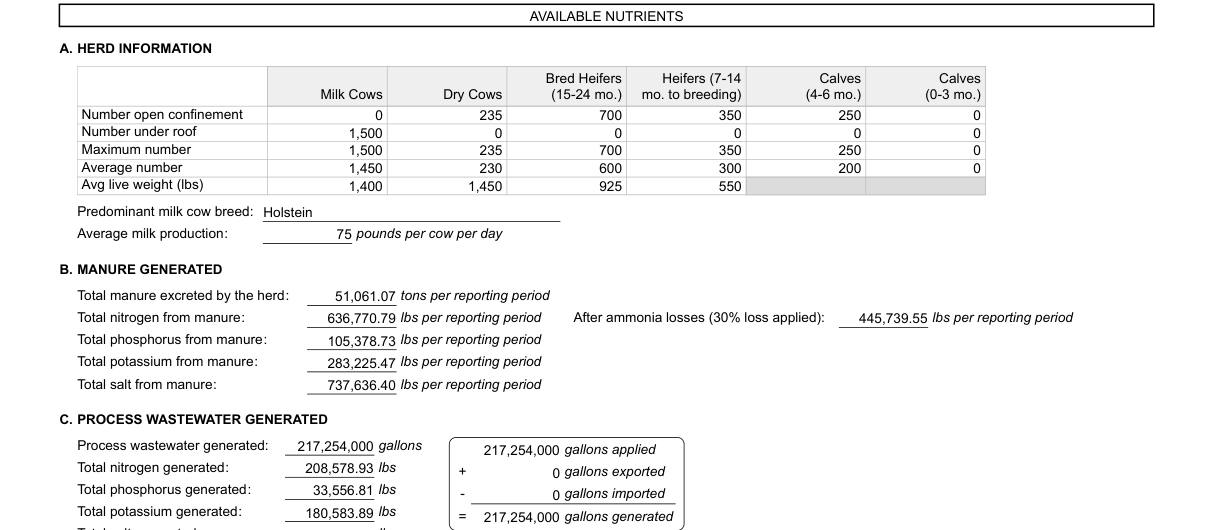 AVAILABLE NUTRIENTS
A. HERD INFORMATION
Milk Cows Dry Cows Bred Heifers (15-24 mo.) Heifers (7-14 mo. to breeding) Calves (4-6 mo.) Calves (0-3 mo.)
Number open confinement 0 235 700 350 250 0
Number under roof 1,500 0 0 0 0 0
Maximum number 1,500 235 700 350 250 0
Average number 1,450 230 600 300 200 0
Avg live weight (lbs) 1,400 1,450 925 550
Predominant milk cow breed: Holstein
Average milk production: 75 pounds per cow per day
B. MANURE GENERATED
Total manure excreted by the herd: 51,061.07 tons per reporting period
Total nitrogen from manure: 636,770.79 lbs per reporting period After ammonia losses (30% loss applied): 445,739.55 lbs per reporting period
Total phosphorus from manure: 105,378.73 lbs per reporting period
Total potassium from manure: 283,225.47 lbs per reporting period
Total salt from manure: 737,636.40 lbs per reporting period
C. PROCESS WASTEWATER GENERATED
Process wastewater generated: 217,254,000 gallons
Total nitrogen generated: 208,578.93 lbs
Total phosphorus generated: 33,556.81 lbs
Total potassium generated: 180,583.89 lbs
217,254,000 gallons applied
+ 0 gallons exported
- 0 gallons imported
= 217,254,000 gallons generated